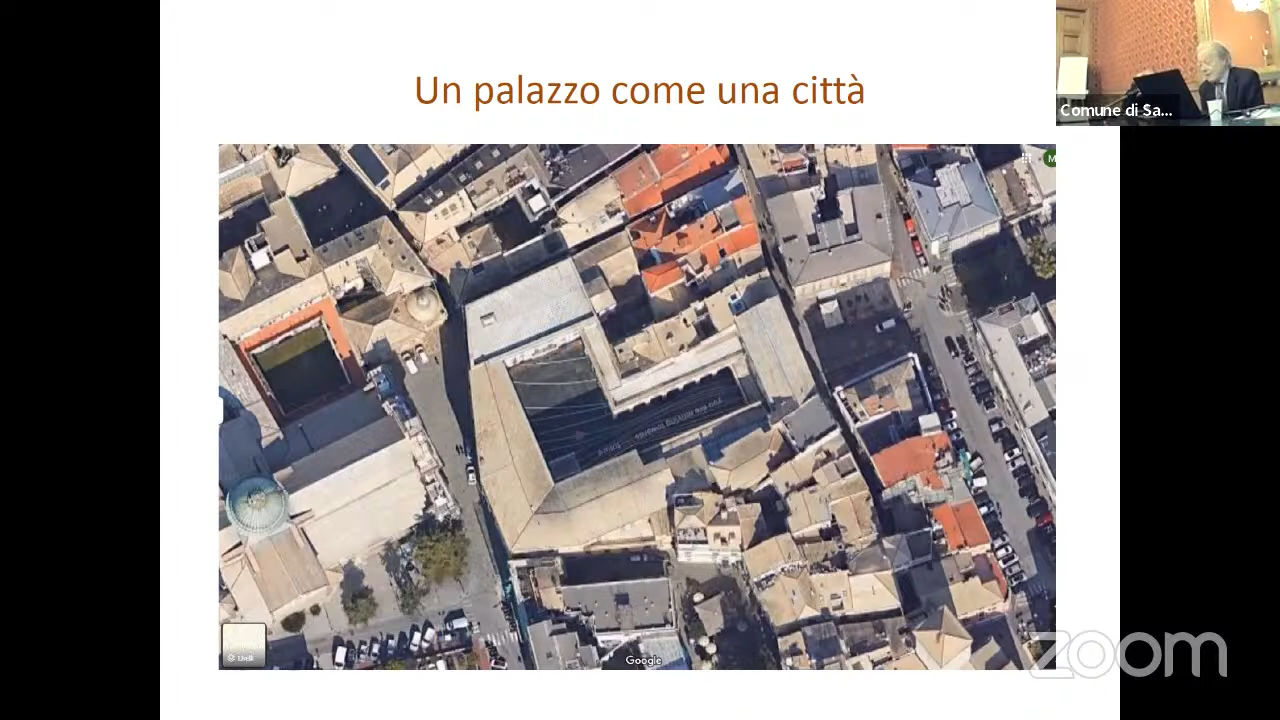 Un palazzo come una città
Comune di Sa...
M
Livelli
Google
zoom